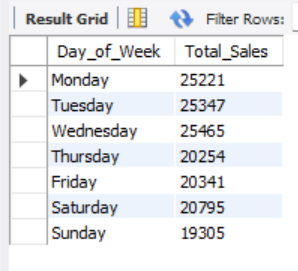 Result Grid Filter Rows:
Day_of_Week Total_Sales
Monday 25221
Tuesday 25347
Wednesday 25465
Thursday 20254
Friday 20341
Saturday 20795
Sunday 19305